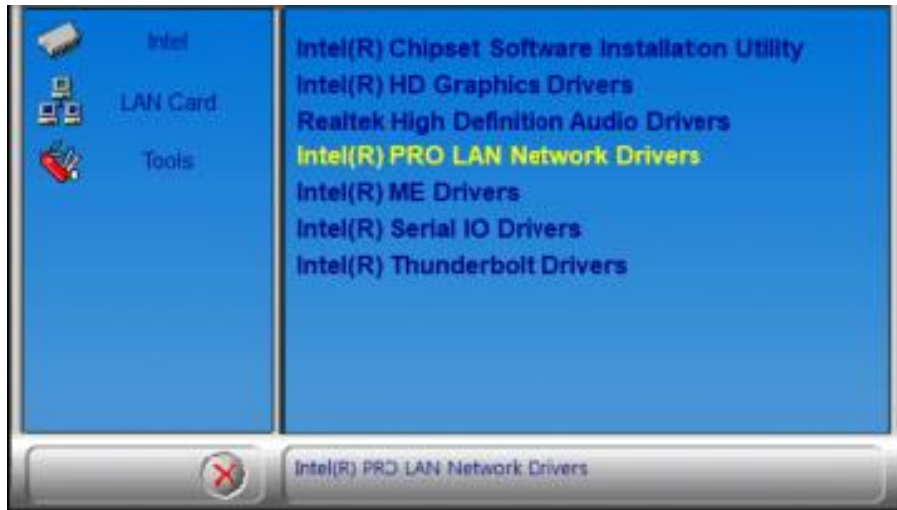 Intel
LAN Card
Tools
Intel(R) Chipset Software Installation Utility
Intel(R) HD Graphics Drivers
Realtek High Definition Audio Drivers
Intel(R) PRO LAN Network Drivers
Intel(R) ME Drivers
Intel(R) Serial IO Drivers
Intel(R) Thunderbolt Drivers
Intel(R) PRO LAN Network Drivers